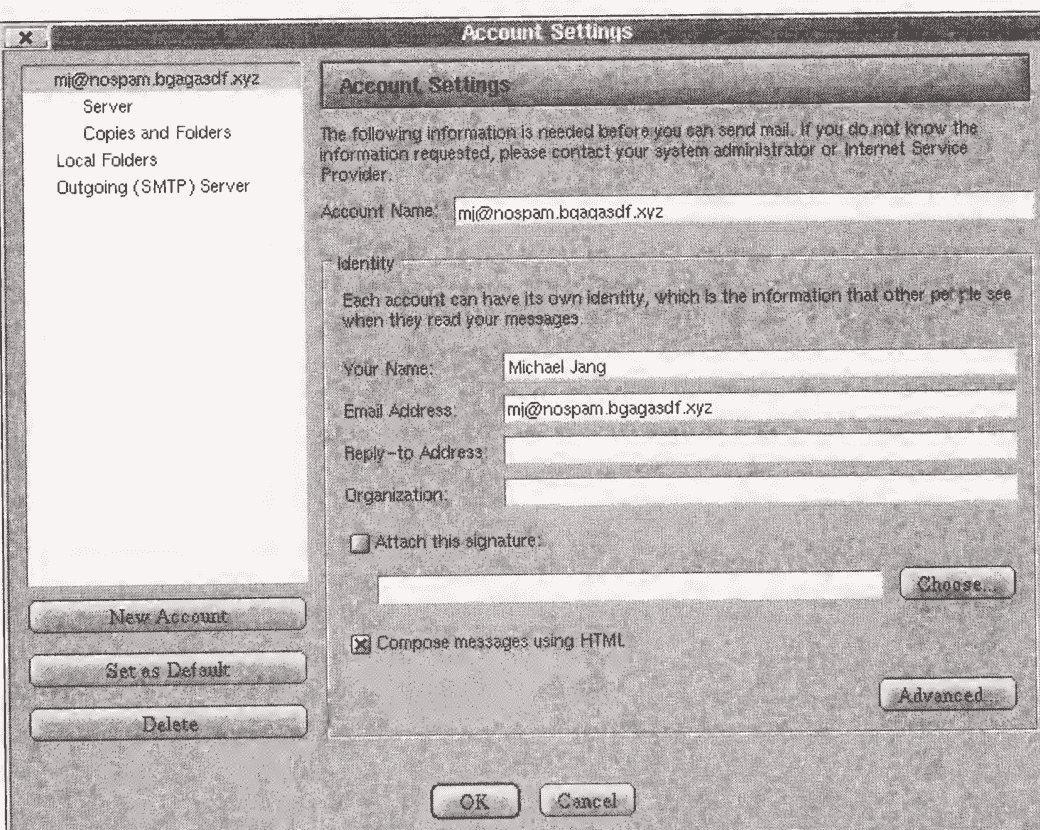 Account Settings
mj@nospam.bgagasdf.xyz
Server
Copies and Folders
Local Folders
Outgoing (SMTP) Server
New Account
Set as Default
Delete
Account Settings
The following information is needed before you can send mail. If you do not know the
information requested, please contact your system administrator or Internet Service
Provider.
Account Name: mj@nospam.bgagasdf.xyz
Identity
Each account can have its own identity, which is the information that other people see
when they read your messages.
Your Name: Michael Jang
Email Address: mj@nospam.bgagasdf.xyz
Reply-to Address:
Organization:
Attach this signature:
Choose...
Compose messages using HTML
Advanced...
OK Cancel